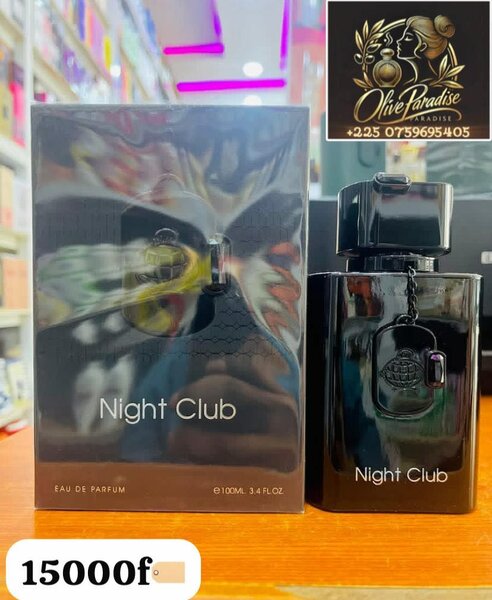 Olive Paradise
PARADISE
+225 0759695405
Night Club
EAU DE PARFUM
℮100ML 3.4 FL.OZ.
Night Club
15000f